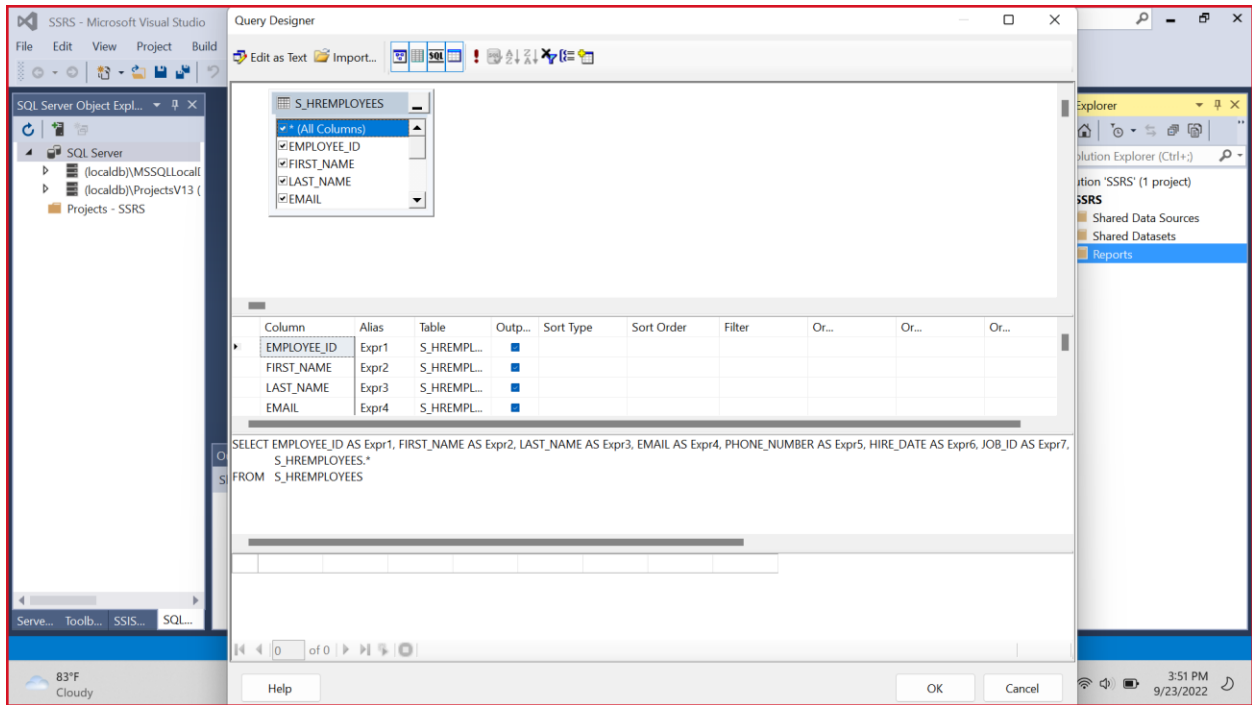 SSRS - Microsoft Visual Studio
Query Designer
File Edit View Project Build
Edit as Text Import... SQL
SQL Server Object Expl...
SQL Server
(localdb)\MSSQLLocalI
(localdb)\ProjectsV13 (
Projects - SSRS
S_HREMPLOYEES
* (All Columns)
EMPLOYEE_ID
FIRST_NAME
LAST_NAME
EMAIL
Explorer
olution Explorer (Ctrl+;)
ution 'SSRS' (1 project)
SSRS
Shared Data Sources
Shared Datasets
Reports
Column Alias Table Outp... Sort Type Sort Order Filter Or... Or... Or...
EMPLOYEE_ID Expr1 S_HREMPL...
FIRST_NAME Expr2 S_HREMPL...
LAST_NAME Expr3 S_HREMPL...
EMAIL Expr4 S_HREMPL...
SELECT EMPLOYEE_ID AS Expr1, FIRST_NAME AS Expr2, LAST_NAME AS Expr3, EMAIL AS Expr4, PHONE_NUMBER AS Expr5, HIRE_DATE AS Expr6, JOB_ID AS Expr7,
S_HREMPLOYEES.*
FROM S_HREMPLOYEES
Serve... Toolb... SSIS... SQL...
0 of 0
Help OK Cancel
83°F
Cloudy
3:51 PM
9/23/2022